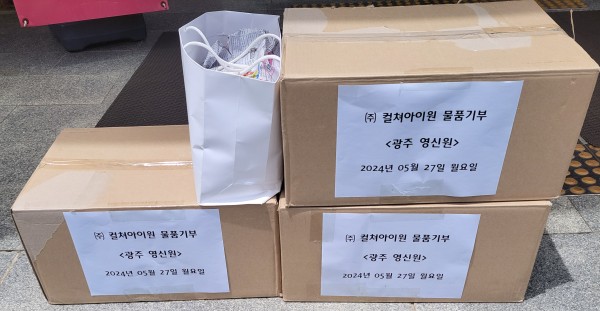 ㈜ 컬쳐아이원 물품기부
<광주 영신원>
2024년 05월 27일 월요일
㈜ 컬쳐아이원 물품기부
<광주 영신원>
2024년 05월 27일 월요일
㈜ 컬쳐아이원 물품기부
<광주 영신원>
2024년 05월 27일 월요일